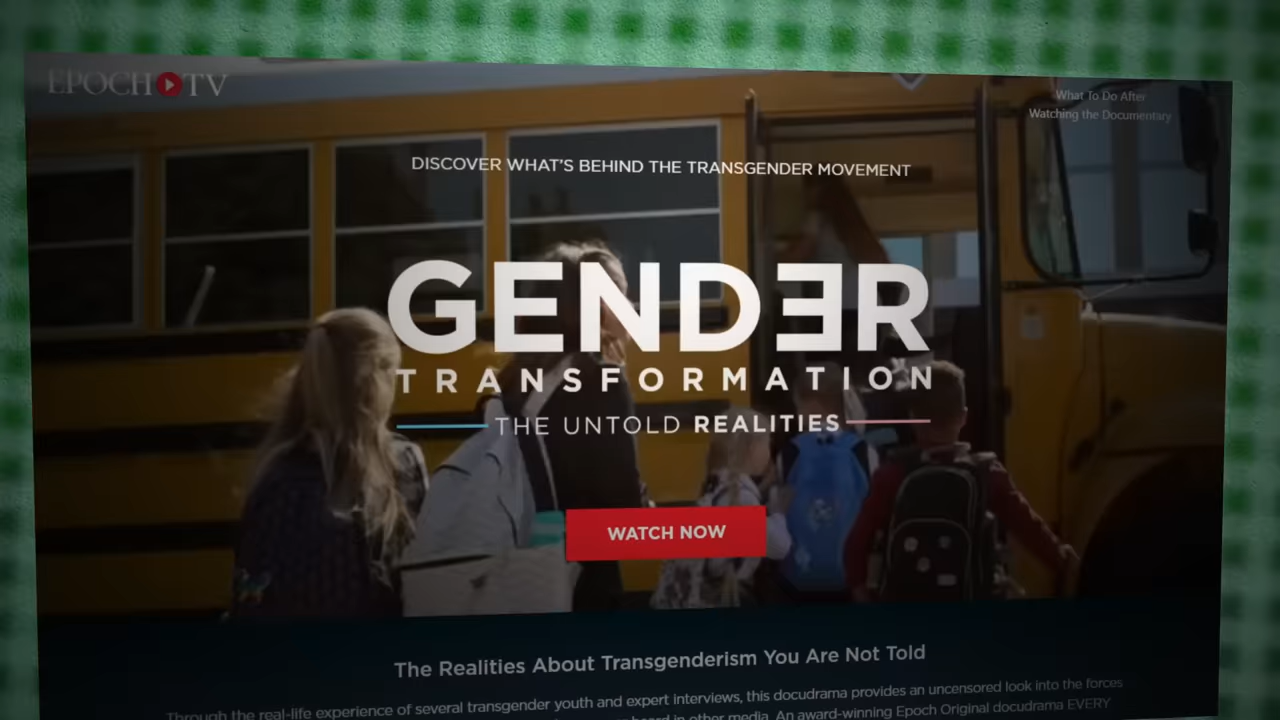 EPOCH TV
What To Do After
Watching the Documentary
DISCOVER WHAT'S BEHIND THE TRANSGENDER MOVEMENT
GENDƎR
TRANSFORMATION
THE UNTOLD REALITIES
WATCH NOW
The Realities About Transgenderism You Are Not Told
Through the real-life experience of several transgender youth and expert interviews, this docudrama provides an uncensored look into the forces
in other media. An award-winning Epoch Original docudrama EVERY